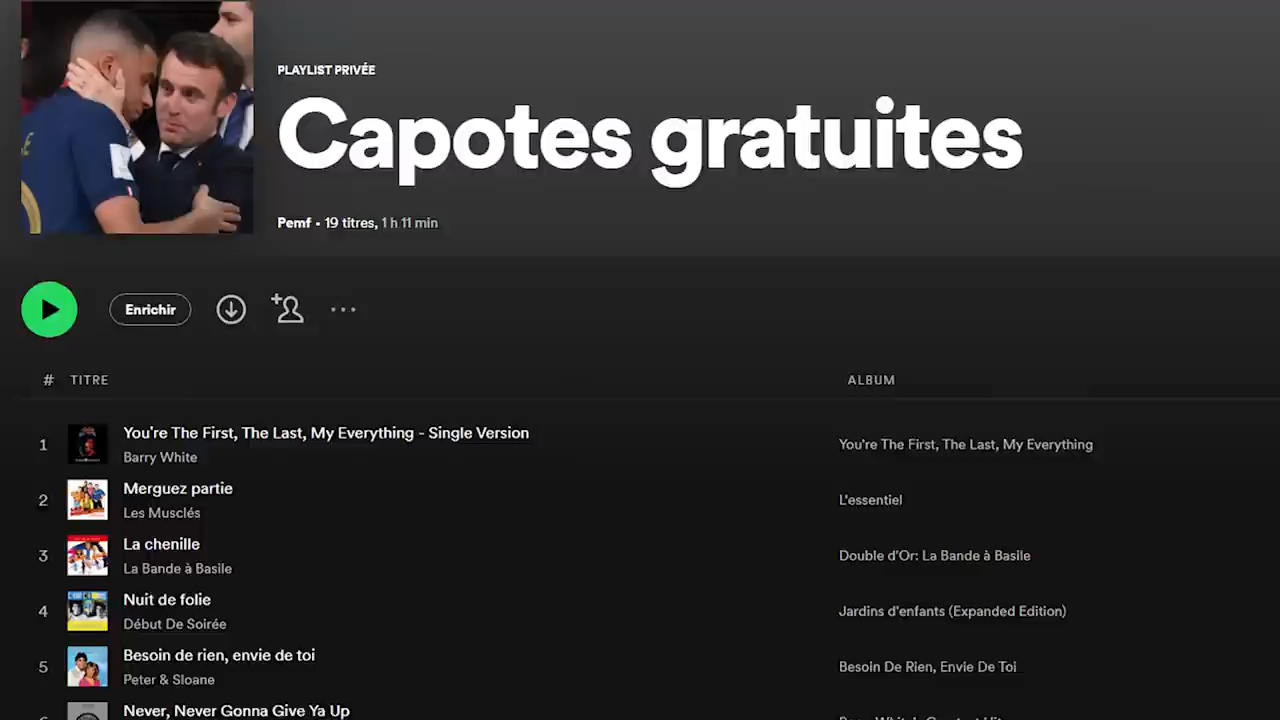 PLAYLIST PRIVÉE
Capotes gratuites
Pemf • 19 titres, 1 h 11 min
Enrichir
# TITRE ALBUM
1 You're The First, The Last, My Everything - Single Version You're The First, The Last, My Everything
Barry White
2 Merguez partie L'essentiel
Les Musclés
3 La chenille Double d'Or: La Bande à Basile
La Bande à Basile
4 Nuit de folie Jardins d'enfants (Expanded Edition)
Début De Soirée
5 Besoin de rien, envie de toi Besoin De Rien, Envie De Toi
Peter & Sloane
Never, Never Gonna Give Ya Up